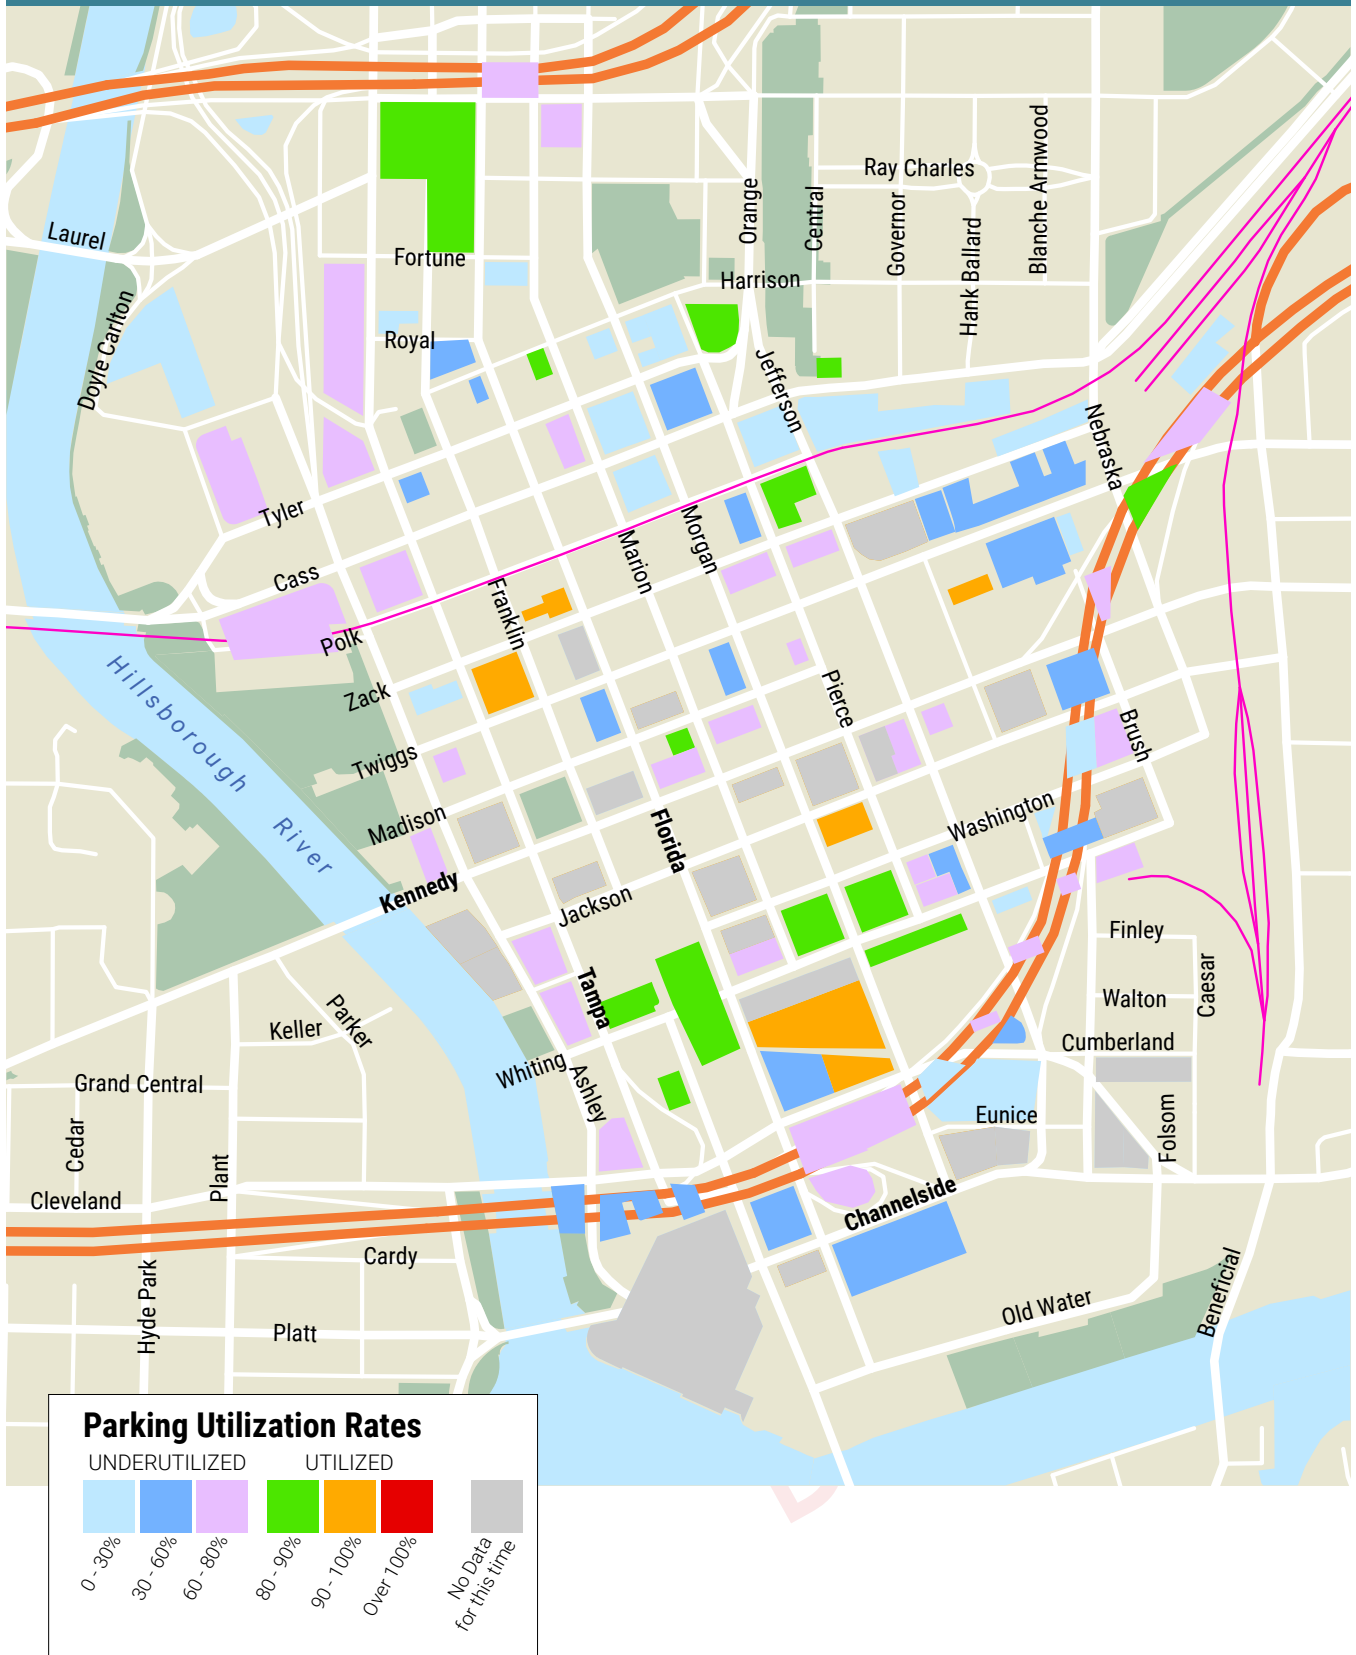 Ray Charles
Blanche Armwood
Orange
Central
Governor
Hank Ballard
Laurel
Fortune
Harrison
Doyle Carlton
Royal
Jefferson
Nebraska
Tyler
Morgan
Marion
Cass
Franklin
Polk
Hillsborough
River
Zack
Pierce
Brush
Twiggs
Madison
Florida
Washington
Kennedy
Jackson
Finley
Caesar
Tampa
Walton
Parker
Keller
Cumberland
Whiting
Ashley
Grand Central
Eunice
Folsom
Cedar
Plant
Cleveland
Channelside
Cardy
Hyde Park
Beneficial
Old Water
Platt
Parking Utilization Rates
UNDERUTILIZED UTILIZED
0 - 30%
30 - 60%
60 - 80%
80 - 90%
90 - 100%
Over 100%
No Data
for this time